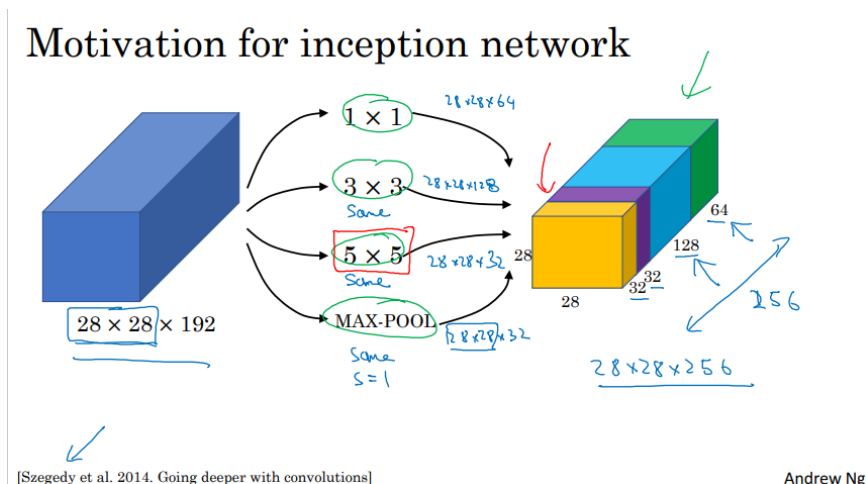 Motivation for inception network
1 × 1
28×28×64
3 × 3
Same
28×28×128
5 × 5
Same
28×28×32
MAX-POOL
Same
s=1
28×28×32
28 × 28 × 192
28
28
32
32
128
64
256
28×28×256
[Szegedy et al. 2014. Going deeper with convolutions]
Andrew Ng